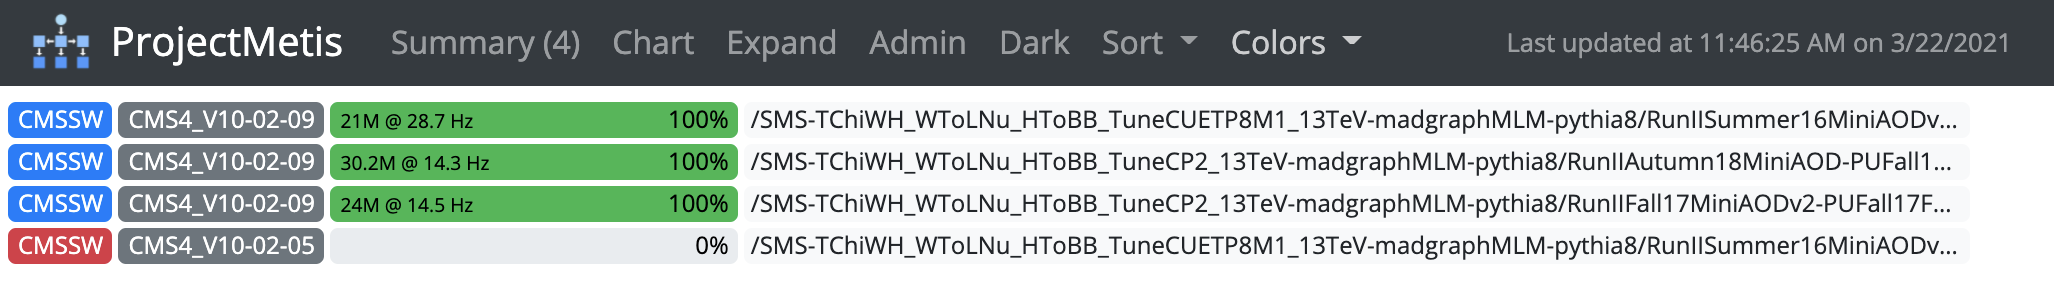 ProjectMetis Summary (4) Chart Expand Admin Dark Sort Colors Last updated at 11:46:25 AM on 3/22/2021
CMSSW CMS4_V10-02-09 21M @ 28.7 Hz 100% /SMS-TChiWH_WToLNu_HToBB_TuneCUETP8M1_13TeV-madgraphMLM-pythia8/RunIISummer16MiniAODv...
CMSSW CMS4_V10-02-09 30.2M @ 14.3 Hz 100% /SMS-TChiWH_WToLNu_HToBB_TuneCP2_13TeV-madgraphMLM-pythia8/RunIIAutumn18MiniAOD-PUFall1...
CMSSW CMS4_V10-02-09 24M @ 14.5 Hz 100% /SMS-TChiWH_WToLNu_HToBB_TuneCP2_13TeV-madgraphMLM-pythia8/RunIIFall17MiniAODv2-PUFall17F...
CMSSW CMS4_V10-02-05 0% /SMS-TChiWH_WToLNu_HToBB_TuneCUETP8M1_13TeV-madgraphMLM-pythia8/RunIISummer16MiniAODv...